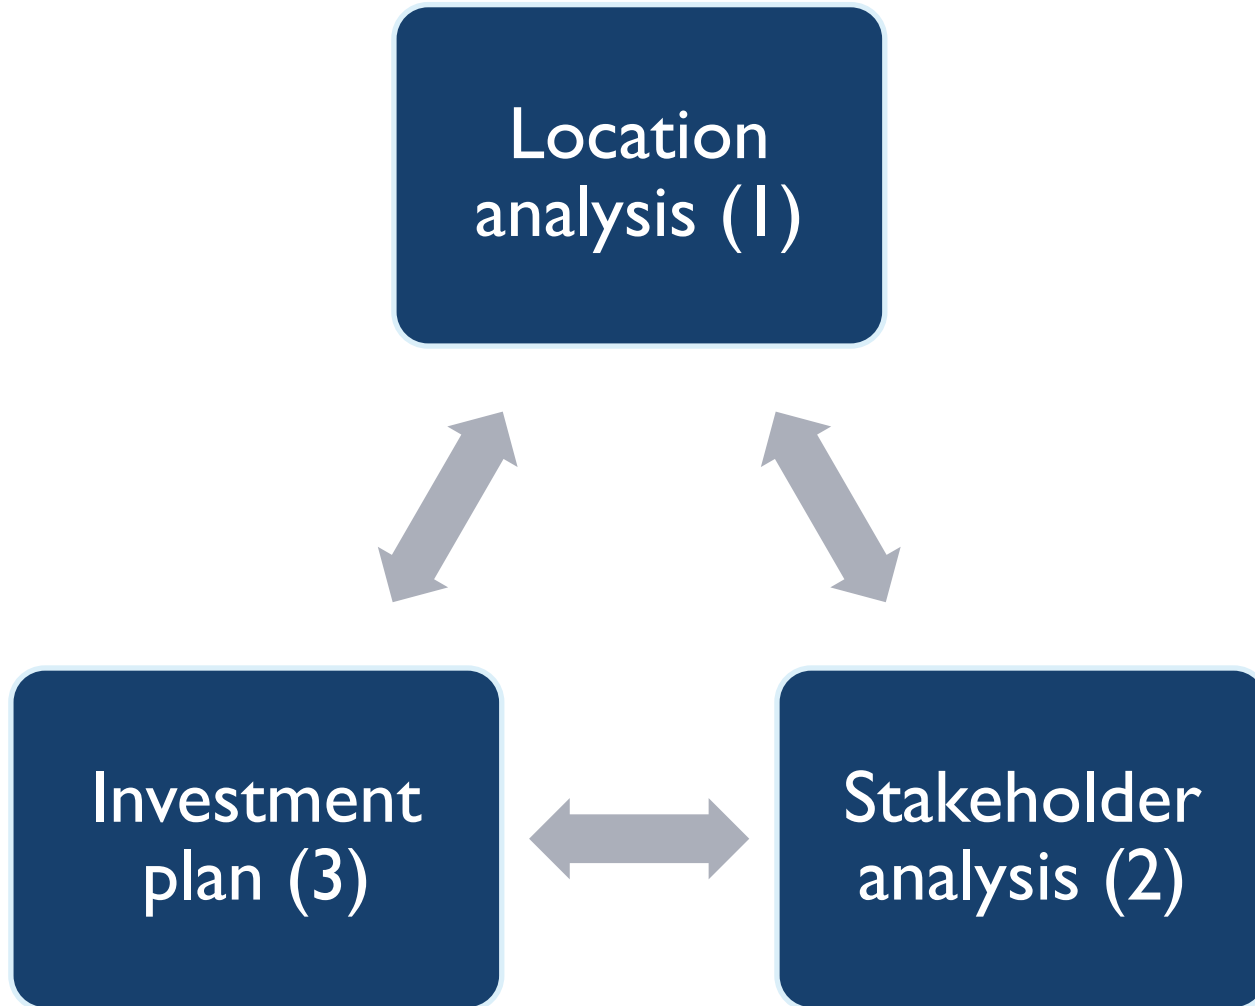 Location
analysis (1)
Investment
plan (3)
Stakeholder
analysis (2)